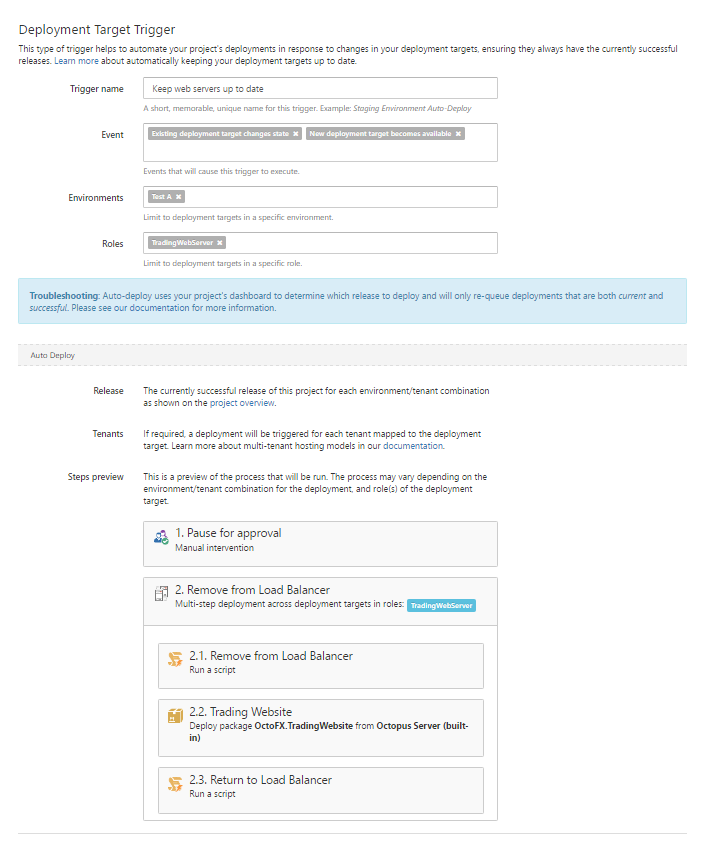 Deployment Target Trigger
This type of trigger helps to automate your project's deployments in response to changes in your deployment targets, ensuring they always have the currently successful
releases. Learn more about automatically keeping your deployment targets up to date.
Trigger name
Keep web servers up to date
A short, memorable, unique name for this trigger. Example: Staging Environment Auto-Deploy
Event
Existing deployment target changes state ✖ New deployment target becomes available ✖
Events that will cause this trigger to execute.
Environments
Test A ✖
Limit to deployment targets in a specific environment.
Roles
TradingWebServer ✖
Limit to deployment targets in a specific role.
Troubleshooting: Auto-deploy uses your project's dashboard to determine which release to deploy and will only re-queue deployments that are both current and
successful. Please see our documentation for more information.
Auto Deploy
Release
The currently successful release of this project for each environment/tenant combination
as shown on the project overview.
Tenants
If required, a deployment will be triggered for each tenant mapped to the deployment
target. Learn more about multi-tenant hosting models in our documentation.
Steps preview
This is a preview of the process that will be run. The process may vary depending on the
environment/tenant combination for the deployment, and role(s) of the deployment
target.
1. Pause for approval
Manual intervention
2. Remove from Load Balancer
Multi-step deployment across deployment targets in roles: TradingWebServer
2.1. Remove from Load Balancer
Run a script
2.2. Trading Website
Deploy package OctoFX.TradingWebsite from Octopus Server (built-
in)
2.3. Return to Load Balancer
Run a script